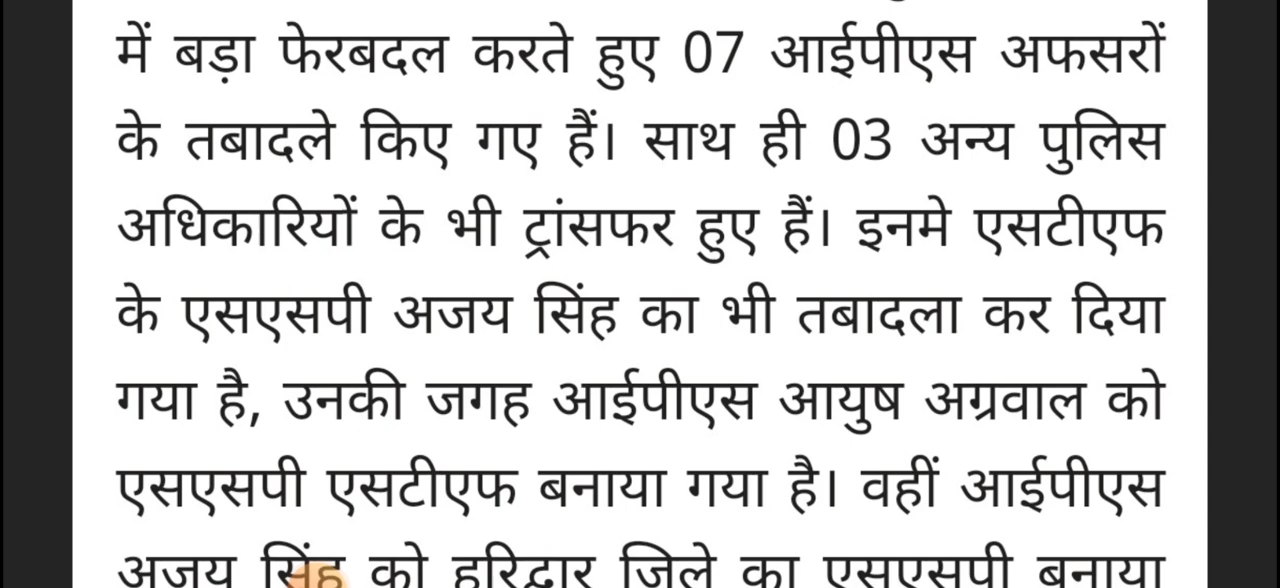 में बड़ा फेरबदल करते हुए 07 आईपीएस अफसरों
के तबादले किए गए हैं। साथ ही 03 अन्य पुलिस
अधिकारियों के भी ट्रांसफर हुए हैं। इनमे एसटीएफ
के एसएसपी अजय सिंह का भी तबादला कर दिया
गया है, उनकी जगह आईपीएस आयुष अग्रवाल को
एसएसपी एसटीएफ बनाया गया है। वहीं आईपीएस
अजय सिंह को हरिद्वार जिले का एसएसपी बनाया